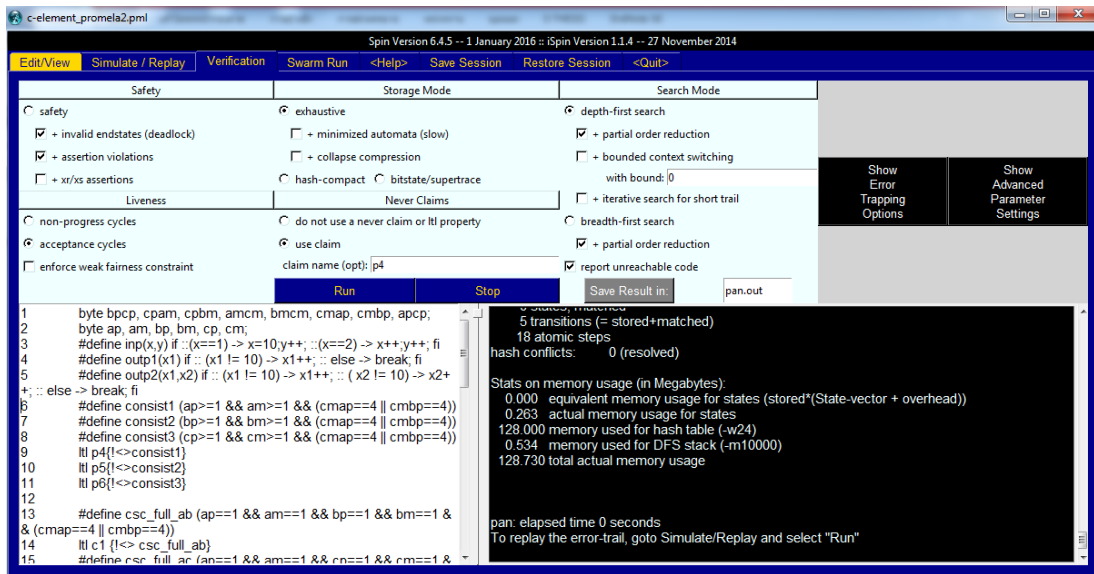 c-element_promela2.pml
Spin Version 6.4.5 -- 1 January 2016 :: iSpin Version 1.1.4 -- 27 November 2014
Edit/View Simulate / Replay Verification Swarm Run <Help> Save Session Restore Session <Quit>
Safety Storage Mode Search Mode
safety exhaustive depth-first search
+ invalid endstates (deadlock) + minimized automata (slow) + partial order reduction
+ assertion violations + collapse compression + bounded context switching
+ xr/xs assertions hash-compact bitstate/supertrace with bound: 0
Liveness Never Claims + iterative search for short trail
non-progress cycles do not use a never claim or ltl property breadth-first search
acceptance cycles use claim + partial order reduction
enforce weak fairness constraint claim name (opt): p4 report unreachable code
Run Stop Save Result in: pan.out
Show
Error
Trapping
Options
Show
Advanced
Parameter
Settings
1 byte bpcp, cpam, cpbm, amcm, bmcm, cmap, cmbp, apcp;
2 byte ap, am, bp, bm, cp, cm;
3 #define inp(x,y) if ::(x==1) -> x=10;y++; ::(x==2) -> x++;y++; fi
4 #define outp1(x1) if :: (x1 != 10) -> x1++; :: else -> break; fi
5 #define outp2(x1,x2) if :: (x1 != 10) -> x1++; :: ( x2 != 10) -> x2+
+; :: else -> break; fi
6 #define consist1 (ap>=1 && am>=1 && (cmap==4 || cmbp==4))
7 #define consist2 (bp>=1 && bm>=1 && (cmap==4 || cmbp==4))
8 #define consist3 (cp>=1 && cm>=1 && (cmap==4 || cmbp==4))
9 ltl p4{!<>consist1}
10 ltl p5{!<>consist2}
11 ltl p6{!<>consist3}
12
13 #define csc_full_ab (ap==1 && am==1 && bp==1 && bm==1 &
& (cmap==4 || cmbp==4))
14 ltl c1 {!<> csc_full_ab}
15 #define csc_full_ac (ap==1 && am==1 && cp==1 && cm==1 &
0 states, matched
5 transitions (= stored+matched)
18 atomic steps
hash conflicts: 0 (resolved)
Stats on memory usage (in Megabytes):
0.000 equivalent memory usage for states (stored*(State-vector + overhead))
0.263 actual memory usage for states
128.000 memory used for hash table (-w24)
0.534 memory used for DFS stack (-m10000)
128.730 total actual memory usage
pan: elapsed time 0 seconds
To replay the error-trail, goto Simulate/Replay and select "Run"